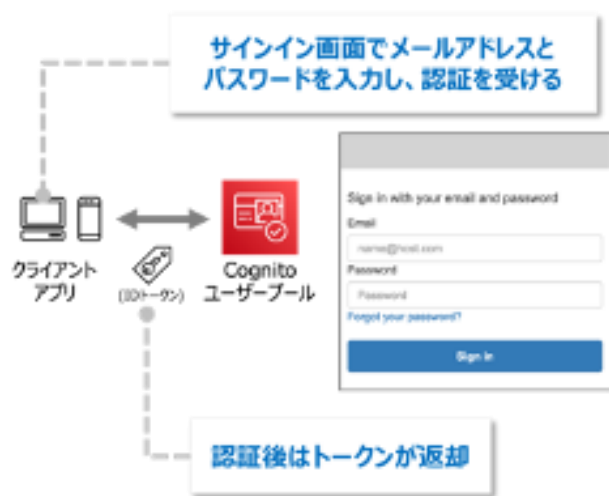 サインイン画面でメールアドレスと
パスワードを入力し、認証を受ける
クライアント
アプリ
(IDトークン)
Cognito
ユーザープール
Sign in with your email and password
Email
name@host.com
Password
Password
Forgot your password?
Sign in
認証後はトークンが返却